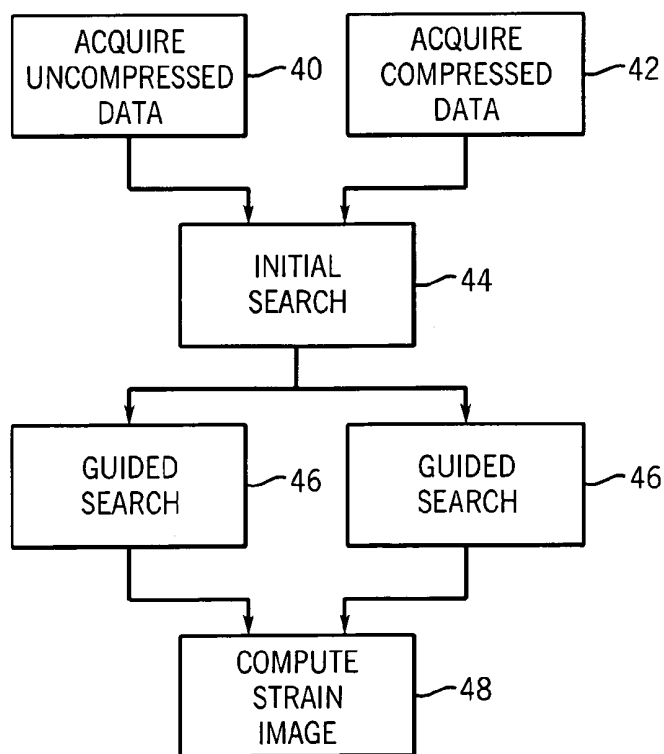 ACQUIRE
UNCOMPRESSED
DATA
40
ACQUIRE
COMPRESSED
DATA
42
INITIAL
SEARCH
44
GUIDED
SEARCH
46
GUIDED
SEARCH
46
COMPUTE
STRAIN
IMAGE
48